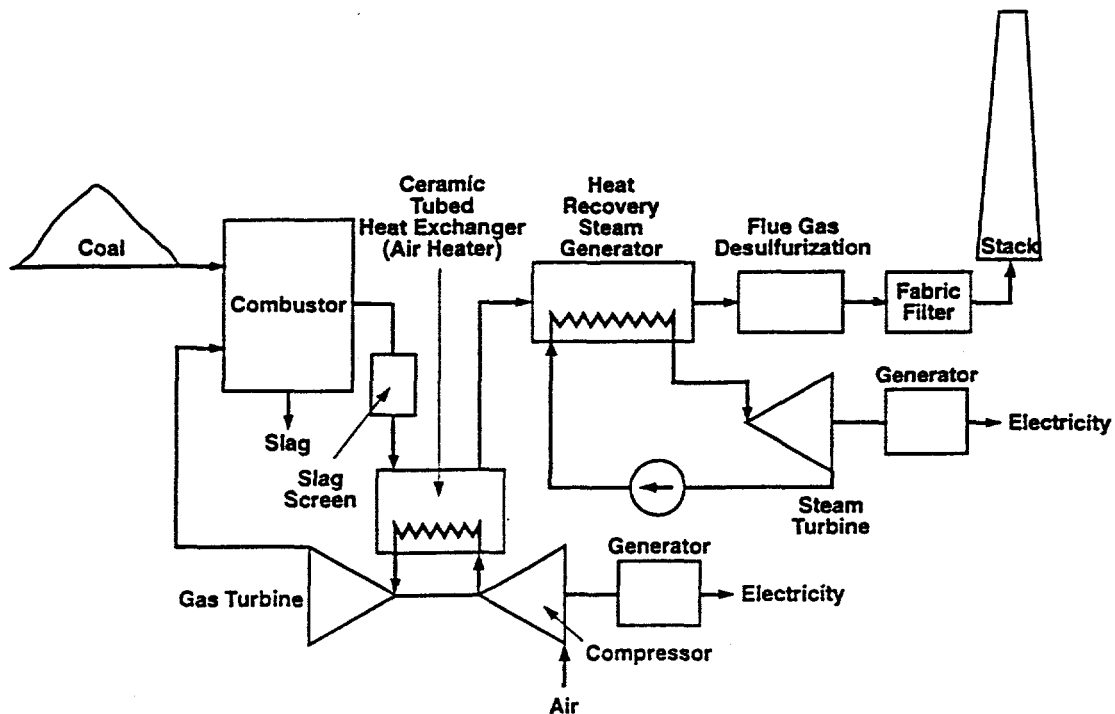 Coal
Combustor
Slag
Slag
Screen
Ceramic
Tubed
Heat Exchanger
(Air Heater)
Heat
Recovery
Steam
Generator
Flue Gas
Desulfurization
Fabric
Filter
Stack
Generator
Electricity
Steam
Turbine
Gas Turbine
Generator
Electricity
Compressor
Air